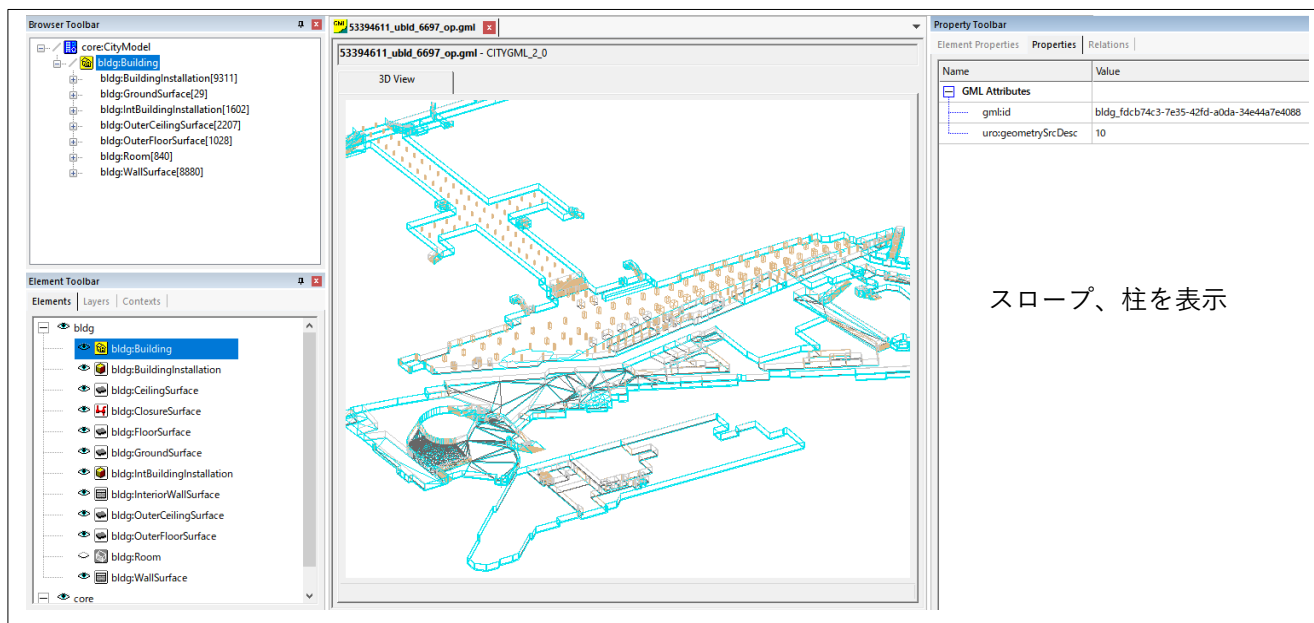 Browser Toolbar
core:CityModel
bldg:Building
bldg:BuildingInstallation[9311]
bldg:GroundSurface[29]
bldg:IntBuildingInstallation[1602]
bldg:OuterCeilingSurface[2207]
bldg:OuterFloorSurface[1028]
bldg:Room[840]
bldg:WallSurface[8880]
Element Toolbar
Elements Layers Contexts
bldg
bldg:Building
bldg:BuildingInstallation
bldg:CeilingSurface
bldg:ClosureSurface
bldg:FloorSurface
bldg:GroundSurface
bldg:IntBuildingInstallation
bldg:InteriorWallSurface
bldg:OuterCeilingSurface
bldg:OuterFloorSurface
bldg:Room
bldg:WallSurface
core
53394611_ubld_6697_op.gml
53394611_ubld_6697_op.gml - CITYGML_2_0
3D View
Property Toolbar
Element Properties Properties Relations
Name Value
GML Attributes
gml:id bldg_fdcb74c3-7e35-42fd-a0da-34e44a7e4088
uro:geometrySrcDesc 10
スロープ、柱を表示